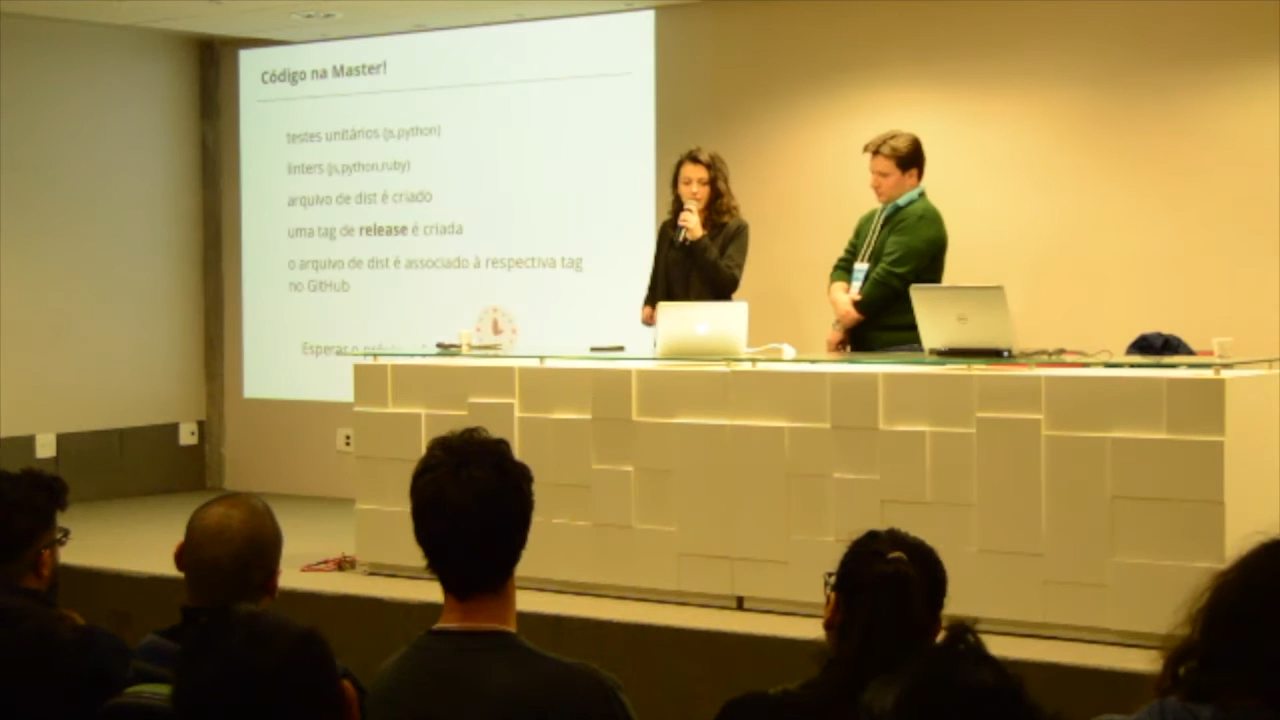 Código na Master!
testes unitários (js,python)
linters (js,python,ruby)
arquivo de dist é criado
uma tag de release é criada
o arquivo de dist é associado à respectiva tag
no GitHub
Esperar o